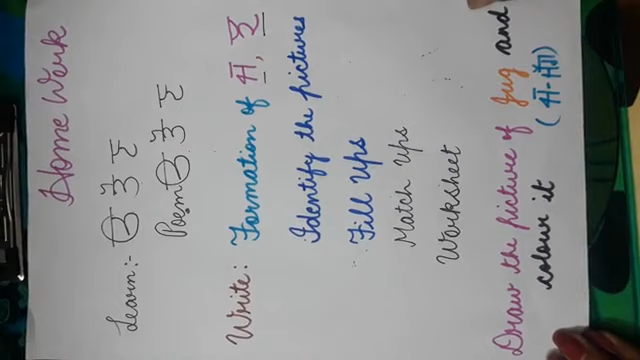 Home Work
Learn:-
Poem
Write: Formation of ਜ,
Identify the pictures
Fill Ups
Match Ups
Worksheet
Draw the picture of Jug and
colour it